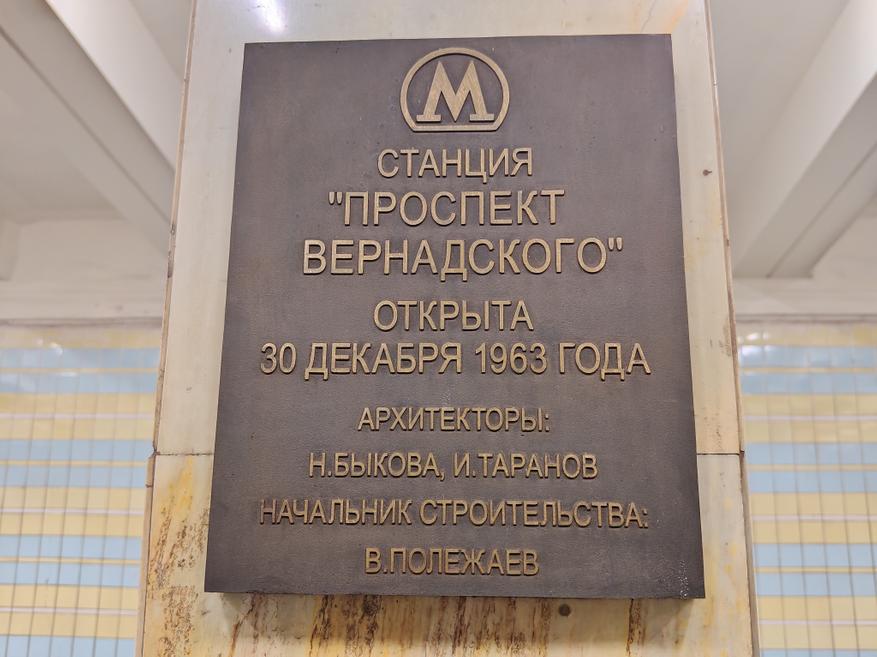 М
СТАНЦИЯ
"ПРОСПЕКТ
ВЕРНАДСКОГО"
ОТКРЫТА
30 ДЕКАБРЯ 1963 ГОДА
АРХИТЕКТОРЫ:
Н.БЫКОВА, И.ТАРАНОВ
НАЧАЛЬНИК СТРОИТЕЛЬСТВА:
В.ПОЛЕЖАЕВ